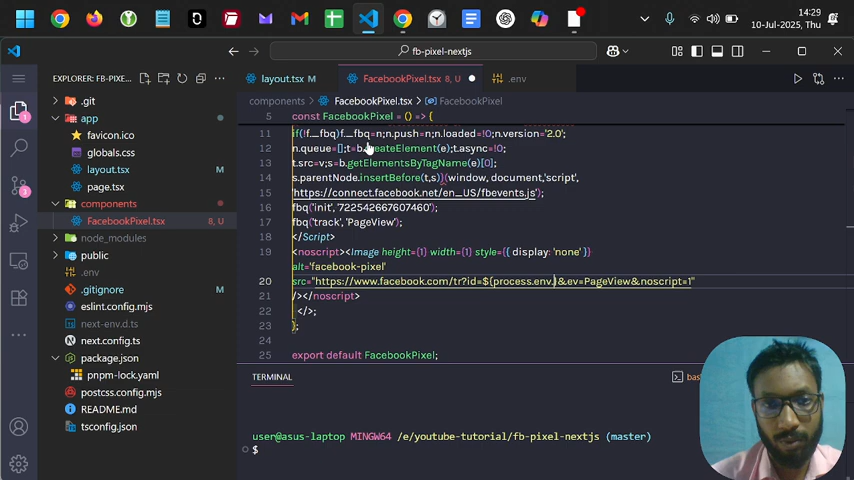 14:29
10-Jul-2025, Thu
fb-pixel-nextjs
EXPLORER: FB-PIX...
layout.tsx M
FacebookPixel.tsx 8, U
.env
components > FacebookPixel.tsx > FacebookPixel
.git
app
favicon.ico
globals.css
layout.tsx M
page.tsx
components
FacebookPixel.tsx 8, U
node_modules
public
.env
.gitignore
eslint.config.mjs
next-env.d.ts
next.config.ts
package.json
pnpm-lock.yaml
postcss.config.mjs
README.md
tsconfig.json
5 const FacebookPixel = () => {
11 if(!f._fbq)f._fbq=n;n.push=n;n.loaded=!0;n.version='2.0';
12 n.queue=[];t=b.createElement(e);t.async=!0;
13 t.src=v;s=b.getElementsByTagName(e)[0];
14 s.parentNode.insertBefore(t,s)}(window, document,'script',
15 'https://connect.facebook.net/en_US/fbevents.js');
16 fbq('init', '722542667607460');
17 fbq('track', 'PageView');
18 </Script>
19 <noscript><Image height={1} width={1} style={{ display: 'none' }}
alt='facebook-pixel'
20 src="https://www.facebook.com/tr?id=${process.env.}&ev=PageView&noscript=1"
21 /></noscript>
22 </>;
23 };
25 export default FacebookPixel;
TERMINAL
bas
user@asus-laptop MINGW64 /e/youtube-tutorial/fb-pixel-nextjs (master)
$